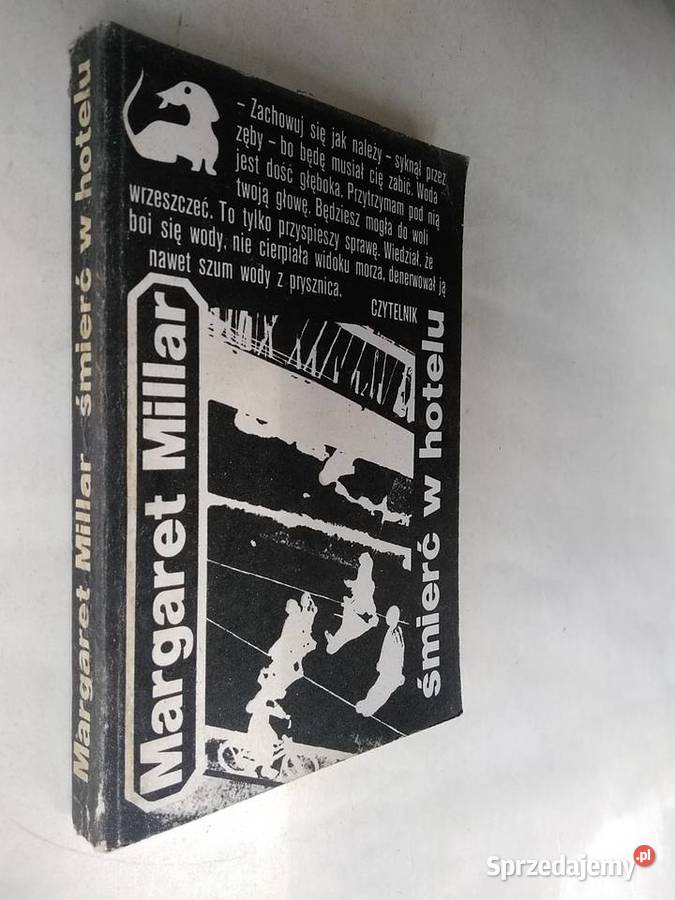 Margaret Millar śmierć w hotelu
– Zachowuj się jak należy – syknął przez
zęby – bo będę musiał cię zabić. Woda
jest dość głęboka. Przytrzymam pod nią
twoją głowę. Będziesz mogła do woli
wrzeszczeć. To tylko przyspieszy sprawę. Wiedział, że
boi się wody, nie cierpiała widoku morza, denerwował ją
nawet szum wody z prysznica.
CZYTELNIK
Margaret Millar
śmierć w hotelu
Sprzedajemy.pl